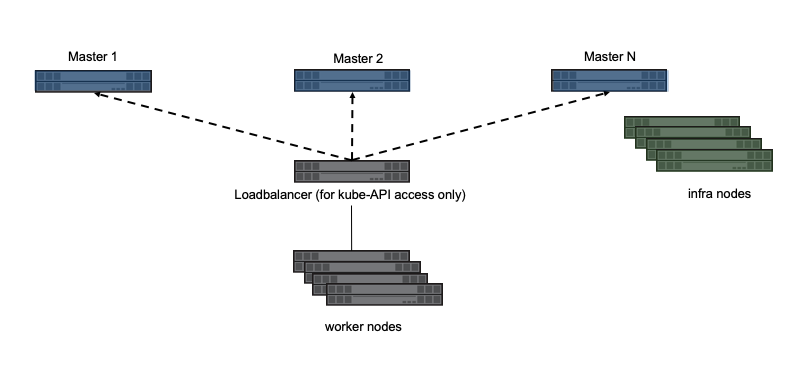 Master 1
Master 2
Master N
infra nodes
Loadbalancer (for kube-API access only)
worker nodes